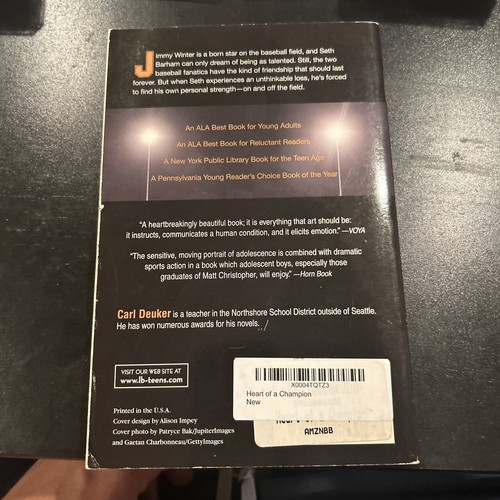 Jimmy Winter is a born star on the baseball field, and Seth
Barham can only dream of being as talented. Still, the two
baseball fanatics have the kind of friendship that should last
forever. But when Seth experiences an unthinkable loss, he's forced
to find his own personal strength—on and off the field.
An ALA Best Book for Young Adults
An ALA Best Book for Reluctant Readers
A New York Public Library Book for the Teen Age
A Pennsylvania Young Reader's Choice Book of the Year
"A heartbreakingly beautiful book; it is everything that art should be:
it instructs, communicates a human condition, and it elicits emotion." —VOYA
"The sensitive, moving portrait of adolescence is combined with dramatic
sports action in a book which adolescent boys, especially those
graduates of Matt Christopher, will enjoy." —Horn Book
Carl Deuker is a teacher in the Northshore School District outside of Seattle.
He has won numerous awards for his novels.
VISIT OUR WEB SITE AT
www.lb-teens.com
Printed in the U.S.A.
Cover design by Alison Impey
Cover photo by Patryce Bak/JupiterImages
and Gaetan Charbonneau/GettyImages
X0004TQTZ3
Heart of a Champion
New
AMZNBB